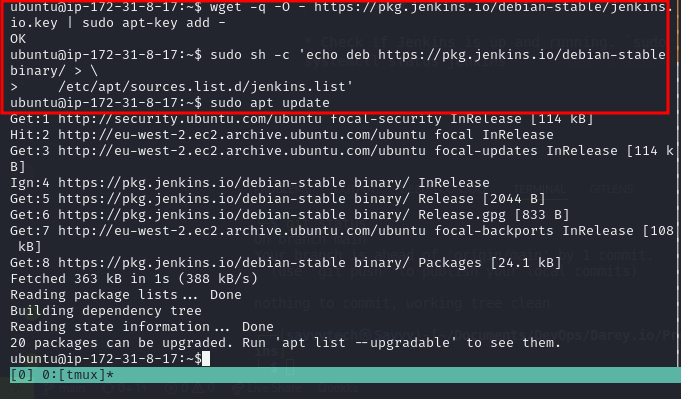 ubuntu@ip-172-31-8-17:~$ wget -q -O - https://pkg.jenkins.io/debian-stable/jenkins.
io.key | sudo apt-key add -
OK
ubuntu@ip-172-31-8-17:~$ sudo sh -c 'echo deb https://pkg.jenkins.io/debian-stable
binary/ > \
>     /etc/apt/sources.list.d/jenkins.list'
ubuntu@ip-172-31-8-17:~$ sudo apt update
Get:1 http://security.ubuntu.com/ubuntu focal-security InRelease [114 kB]
Hit:2 http://eu-west-2.ec2.archive.ubuntu.com/ubuntu focal InRelease
Get:3 http://eu-west-2.ec2.archive.ubuntu.com/ubuntu focal-updates InRelease [114 k
B]
Ign:4 https://pkg.jenkins.io/debian-stable binary/ InRelease
Get:5 https://pkg.jenkins.io/debian-stable binary/ Release [2044 B]
Get:6 https://pkg.jenkins.io/debian-stable binary/ Release.gpg [833 B]
Get:7 http://eu-west-2.ec2.archive.ubuntu.com/ubuntu focal-backports InRelease [108
 kB]
Get:8 https://pkg.jenkins.io/debian-stable binary/ Packages [24.1 kB]
Fetched 363 kB in 1s (388 kB/s)
Reading package lists... Done
Building dependency tree
Reading state information... Done
20 packages can be upgraded. Run 'apt list --upgradable' to see them.
ubuntu@ip-172-31-8-17:~$
[0] 0:[tmux]*
TERMINAL
nothing to commit, working tree clean